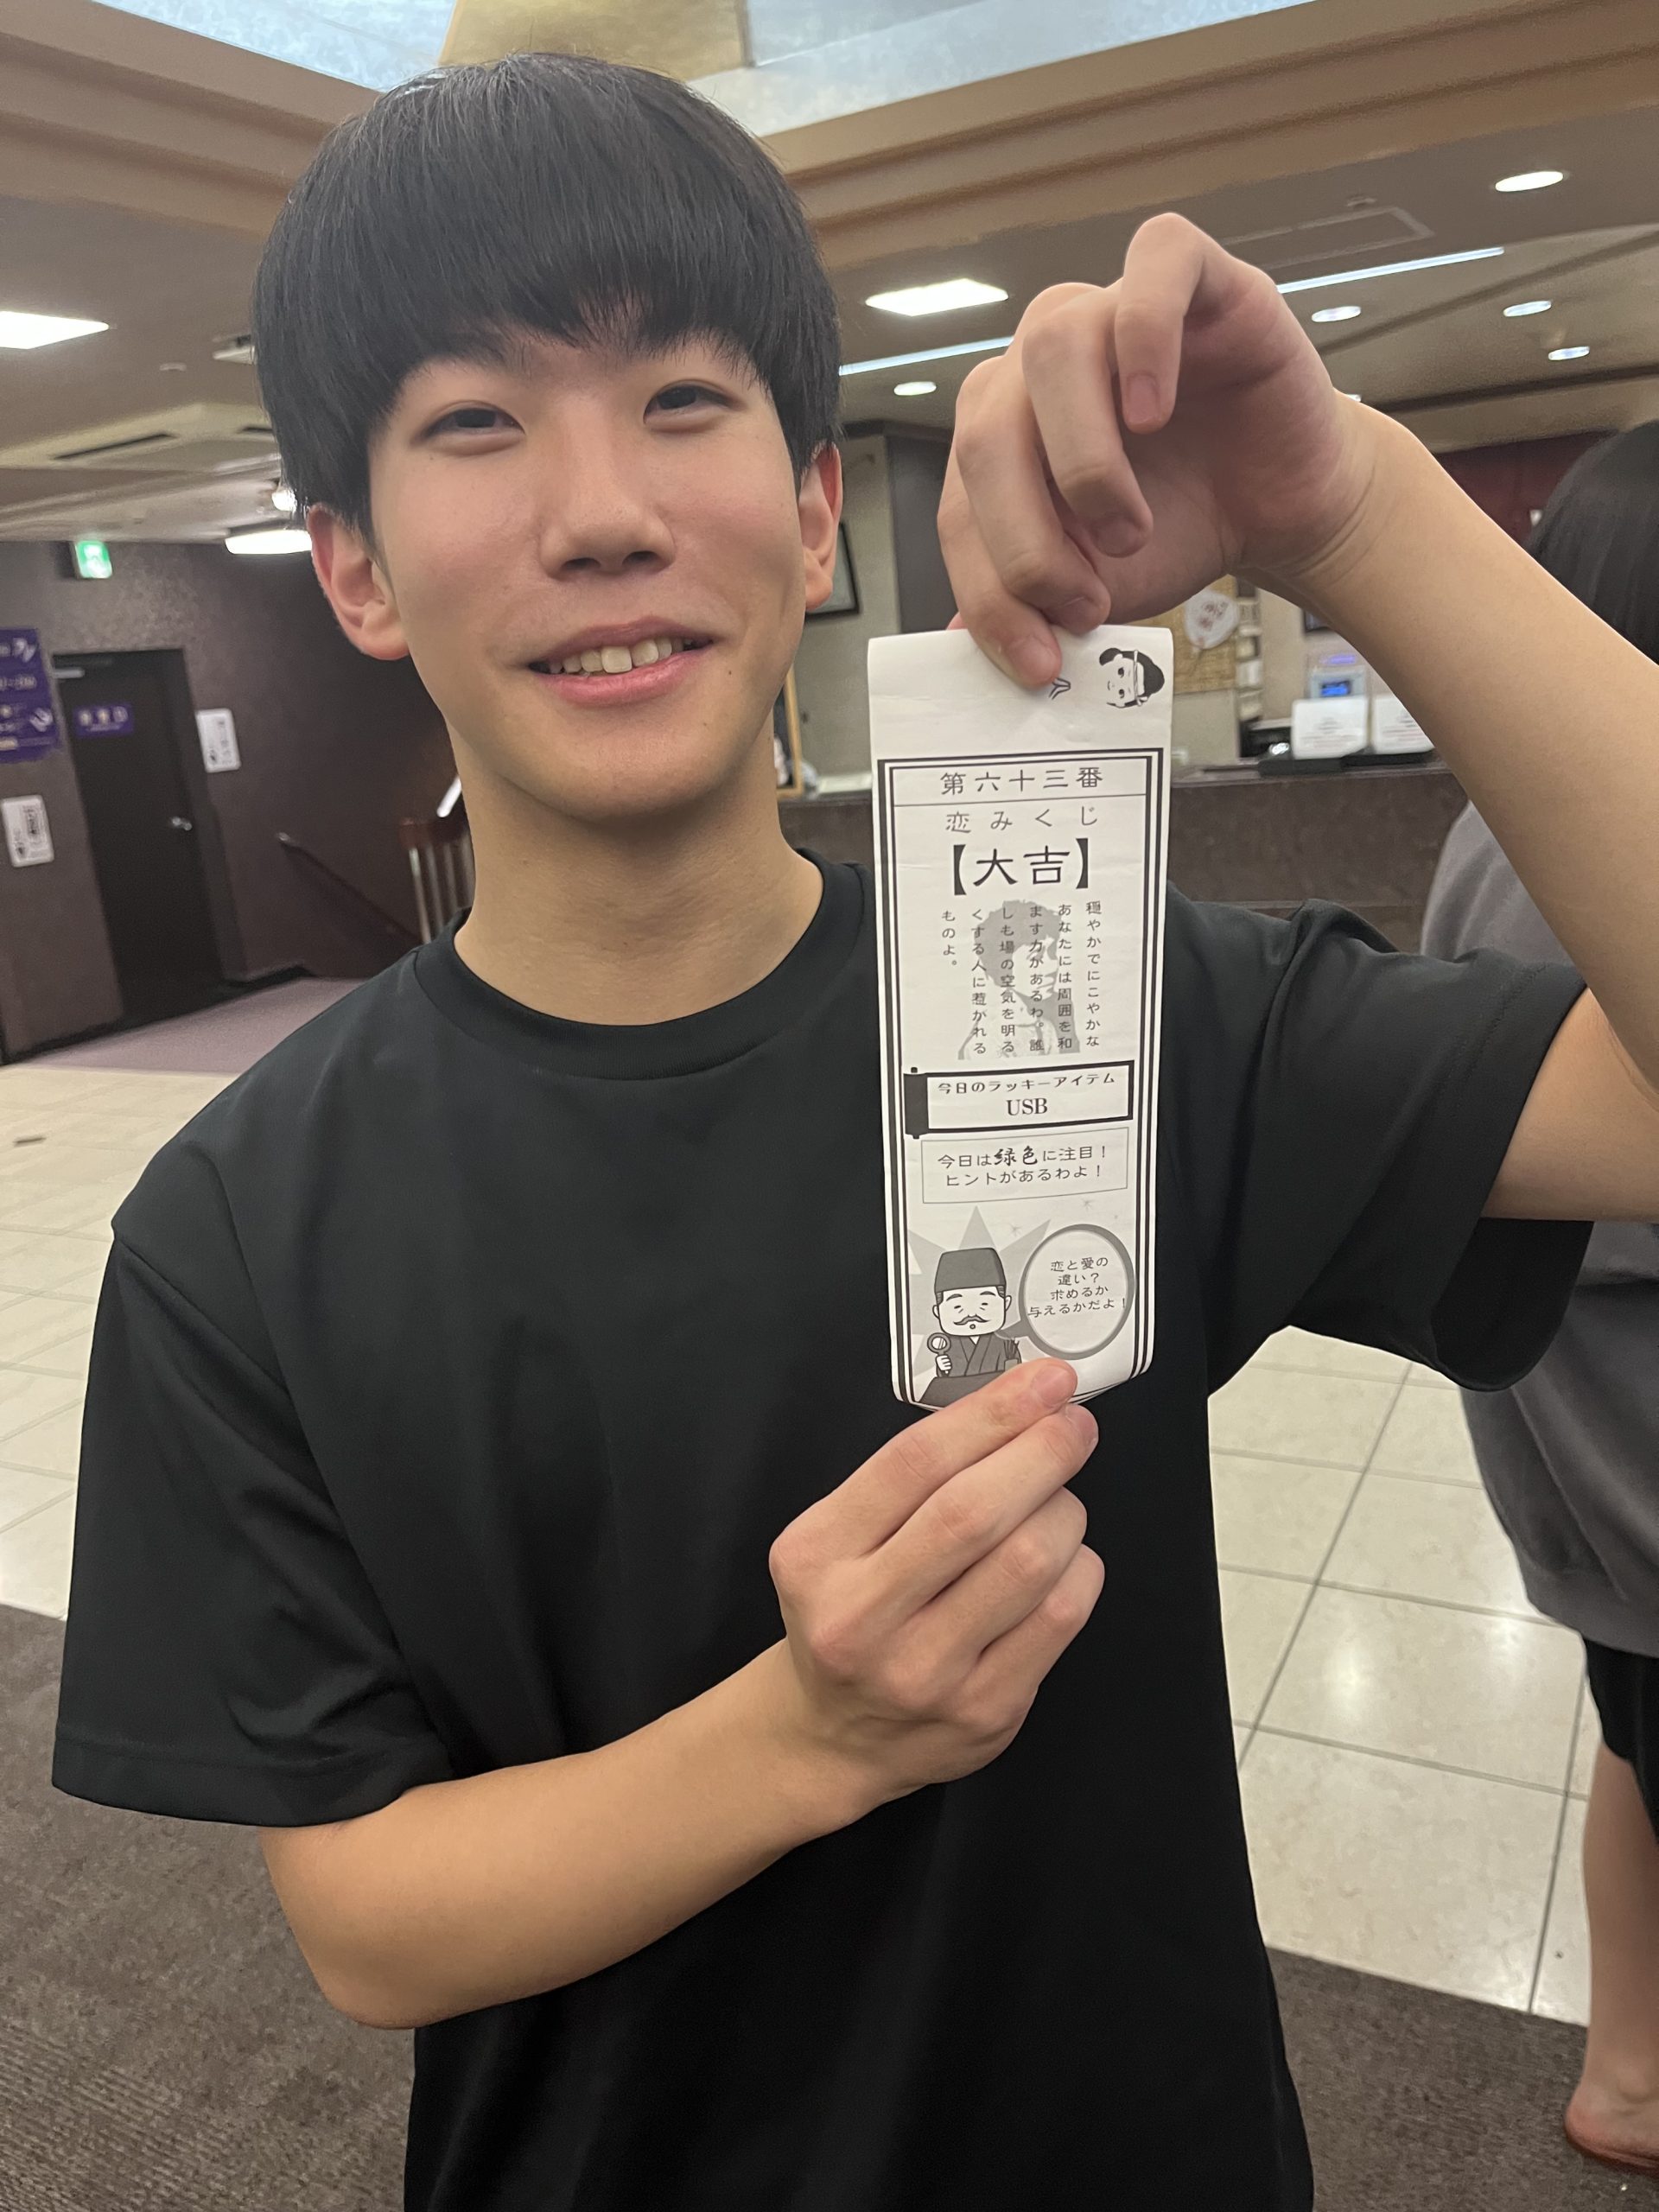 第六十三番
恋みくじ
【大吉】
穏やかでにこやかな
あなたには周囲を和
ます力があるわ。誰
しも場の空気を明る
くする人に惹かれる
ものよ。
今日のラッキーアイテム
USB
今日は緑色に注目！
ヒントがあるわよ！
恋と愛の
違い？
求めるか
与えるかだよ！